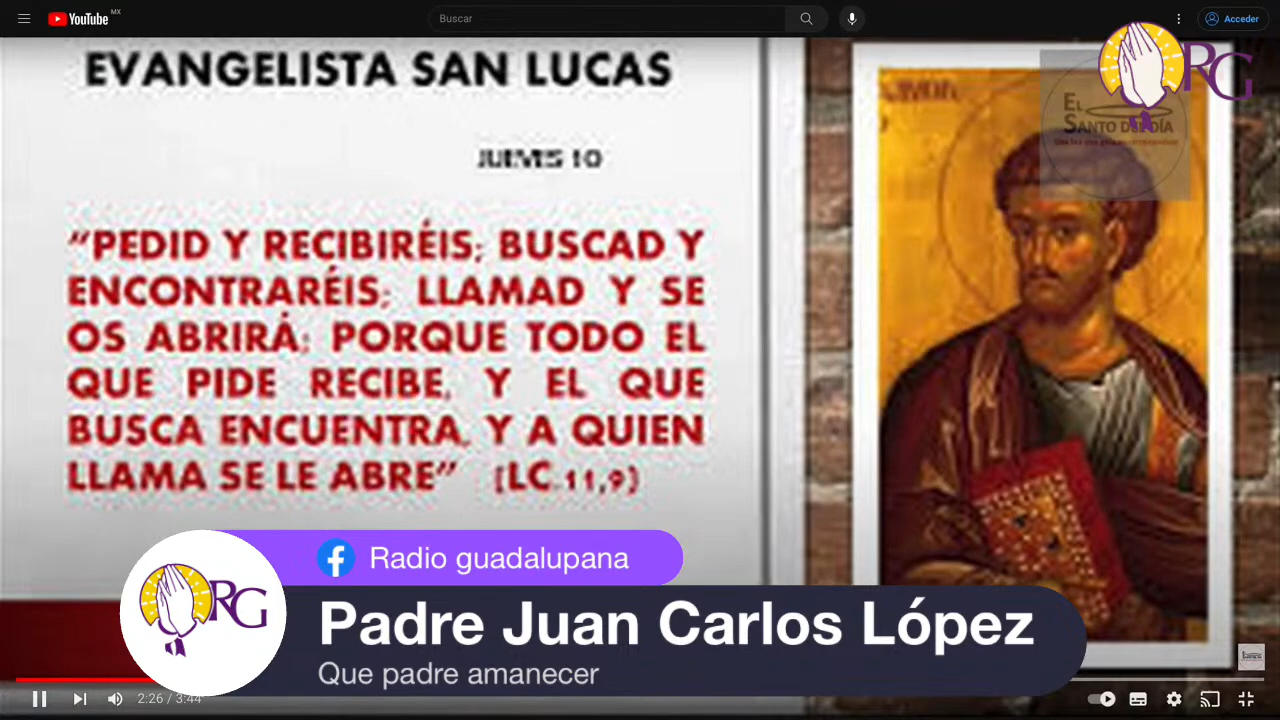 YouTube MX
Buscar
Acceder
RG
EVANGELISTA SAN LUCAS
EL
SANTO DEL DÍA
JUEVES 10
“PEDID Y RECIBIRÉIS; BUSCAD Y
ENCONTRARÉIS; LLAMAD Y SE
OS ABRIRÁ; PORQUE TODO EL
QUE PIDE RECIBE, Y EL QUE
BUSCA ENCUENTRA, Y A QUIEN
LLAMA SE LE ABRE” (LC. 11,9)
Radio guadalupana
RG
Padre Juan Carlos López
Que padre amanecer
2:26 / 3:44